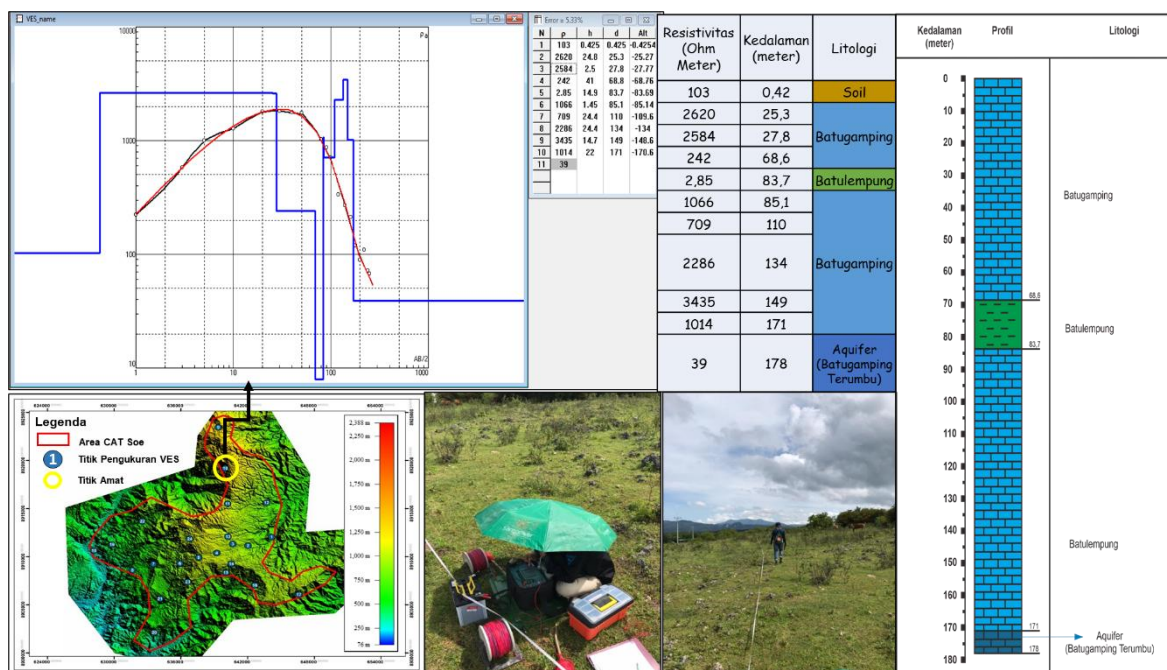 VES_name
10000
ρa
1000
100
10
1
10
100
1000
AB/2
Error = 5.33%
N ρ h d Alt
1 103 0.425 0.425 -0.4254
2 2620 24.8 25.3 -25.27
3 2584 2.5 27.8 -27.77
4 242 41 68.8 -68.76
5 2.85 14.9 83.7 -83.69
6 1066 1.45 85.1 -85.14
7 709 24.4 110 -109.6
8 2286 24.4 134 -134
9 3435 14.7 149 -148.6
10 1014 22 171 -170.6
11 39
Resistivitas (Ohm Meter) Kedalaman (meter) Litologi
103 0,42 Soil
2620 25,3
2584 27,8 Batugamping
242 68,6
2,85 83,7 Batulempung
1066 85,1
709 110
2286 134 Batugamping
3435 149
1014 171
39 178 Aquifer (Batugamping Terumbu)
Kedalaman (meter) Profil Litologi
0
10
20
30
40
50
60
70
80
90
100
110
120
130
140
150
160
170
180
68,6
83,7
171
178
Batugamping
Batulempung
Batulempung
Aquifer
(Batugamping Terumbu)
Legenda
Area CAT Soe
1 Titik Pengukuran VES
Titik Amat
2,350 m
2,250 m
2,000 m
1,750 m
1,500 m
1,250 m
1,000 m
750 m
500 m
250 m
76 m